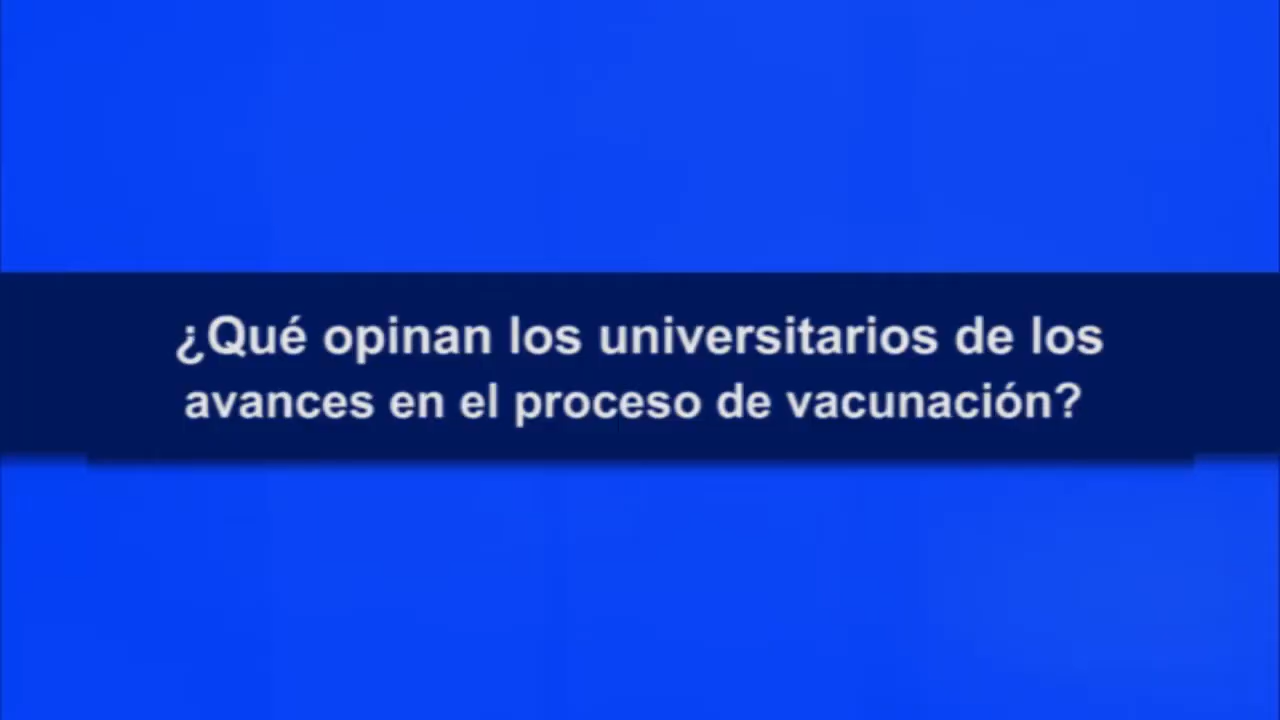 ¿Qué opinan los universitarios de los
avances en el proceso de vacunación?